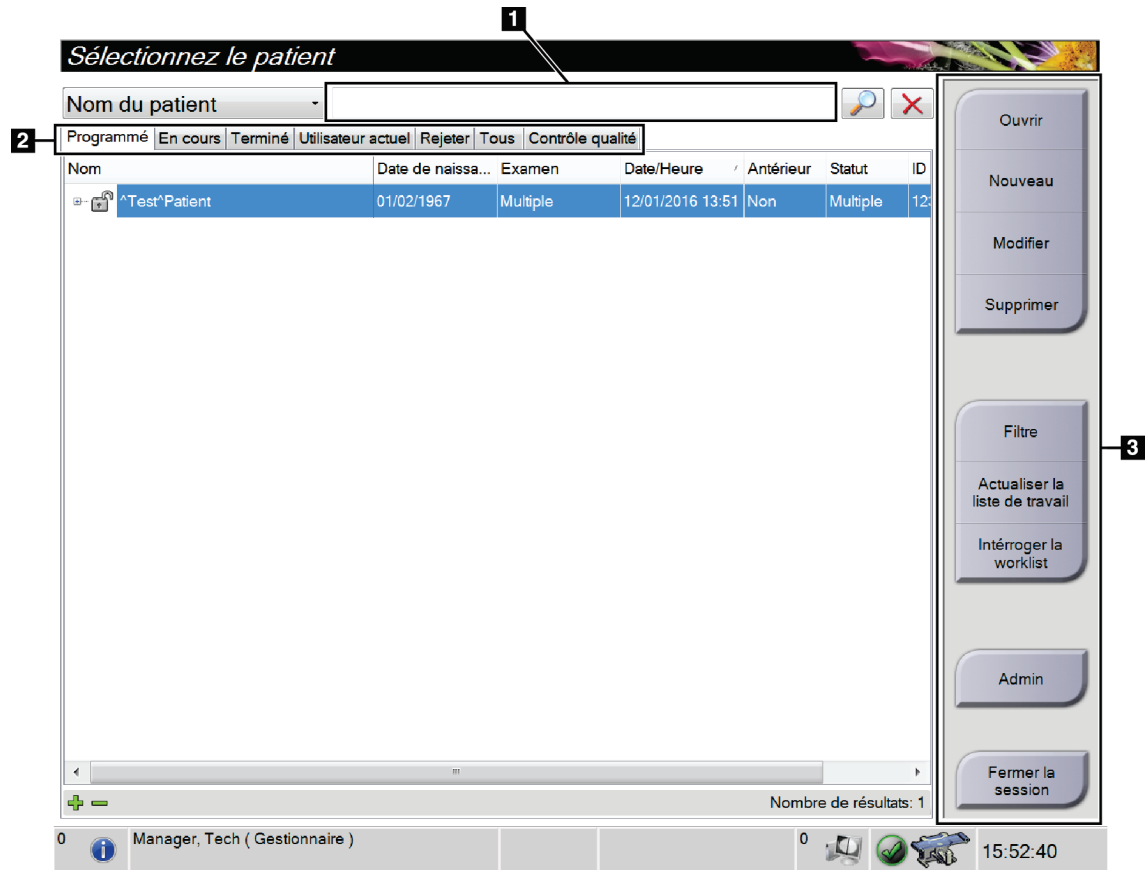 1
Sélectionnez le patient
Nom du patient
2
Programmé En cours Terminé Utilisateur actuel Rejeter Tous Contrôle qualité
Nom Date de naissa... Examen Date/Heure Antérieur Statut ID
^Test^Patient 01/02/1967 Multiple 12/01/2016 13:51 Non Multiple 123
Ouvrir
Nouveau
Modifier
Supprimer
Filtre
3
Actualiser la
liste de travail
Intérroger la
worklist
Admin
Fermer la
session
Nombre de résultats: 1
0 Manager, Tech ( Gestionnaire ) 0 15:52:40